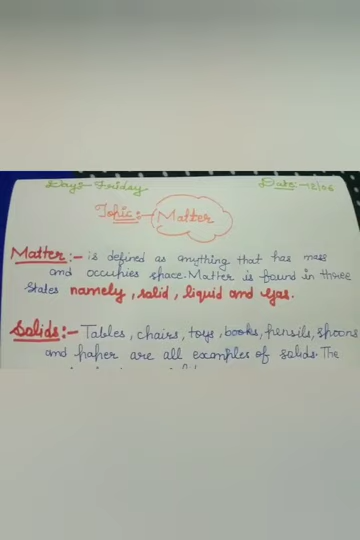 Day:- Friday Date:- 12/06
Topic:- Matter
Matter:- is defined as anything that has mass
and occupies space. Matter is found in three
states namely, solid, liquid and gas.
Solids:- Tables, chairs, toys, books, pensils, spoons
and paper are all examples of solids. The